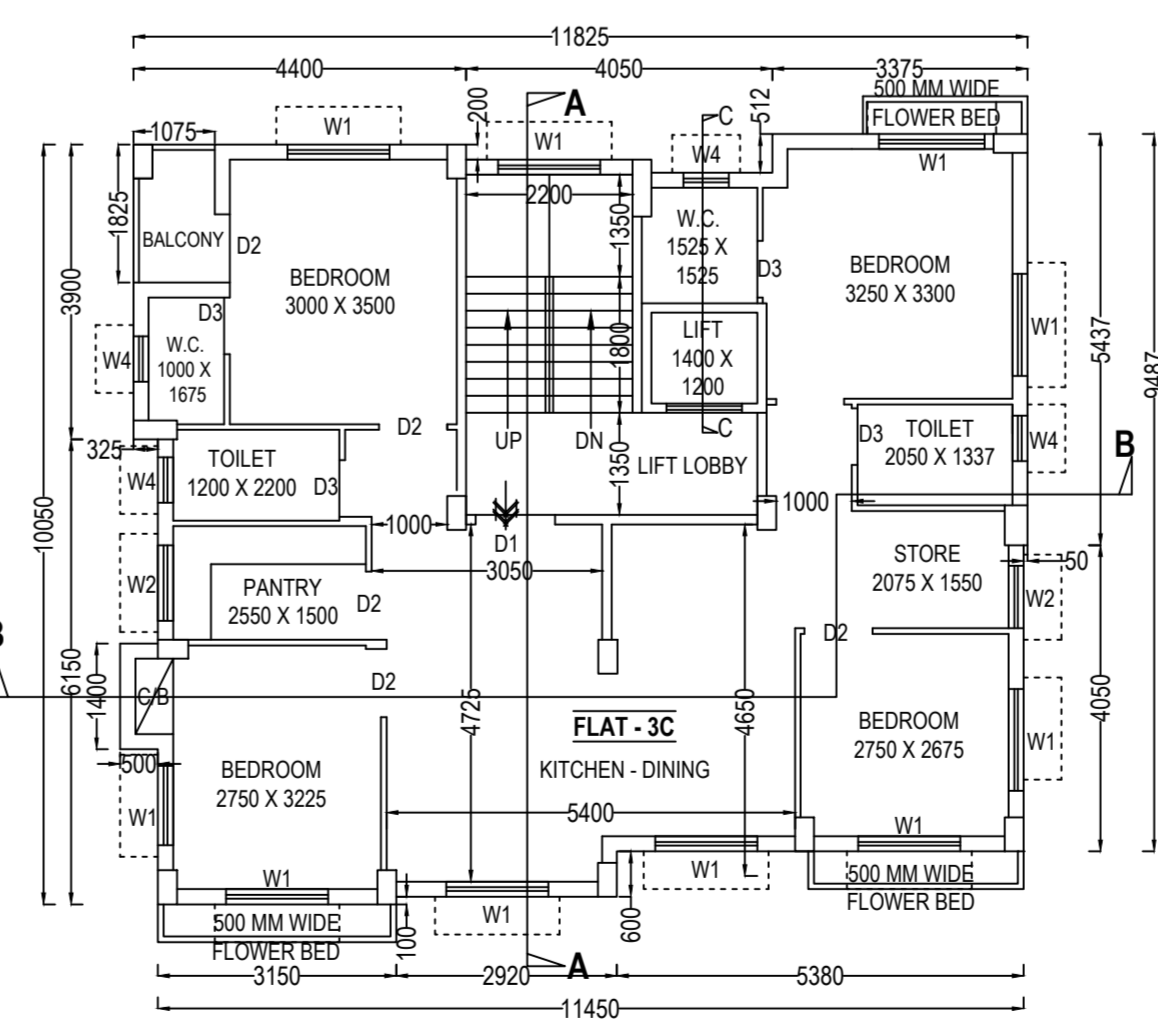 11825
4400
4050
3375
500 MM WIDE
FLOWER BED
A
C
200
512
1075
W1
W1
W4
W1
2200
1825
1350
BALCONY
D2
W.C.
1525 X
1525
D3
BEDROOM
3000 X 3500
BEDROOM
3250 X 3300
3900
D3
W.C.
1000 X
1675
W4
1800
LIFT
1400 X
1200
W1
5437
9487
D2
UP
DN
C
1350
LIFT LOBBY
D3
TOILET
2050 X 1337
W4
B
325
TOILET
1200 X 2200
D3
W4
10050
1000
1000
D1
3050
STORE
2075 X 1550
50
W2
PANTRY
2550 X 1500
D2
W2
D2
6150
1400
C/B
D2
4725
4650
4050
FLAT - 3C
BEDROOM
2750 X 2675
W1
500
BEDROOM
2750 X 3225
KITCHEN - DINING
W1
5400
W1
W1
W1
500 MM WIDE
FLOWER BED
W1
500 MM WIDE
FLOWER BED
100
600
A
3150
2920
5380
11450